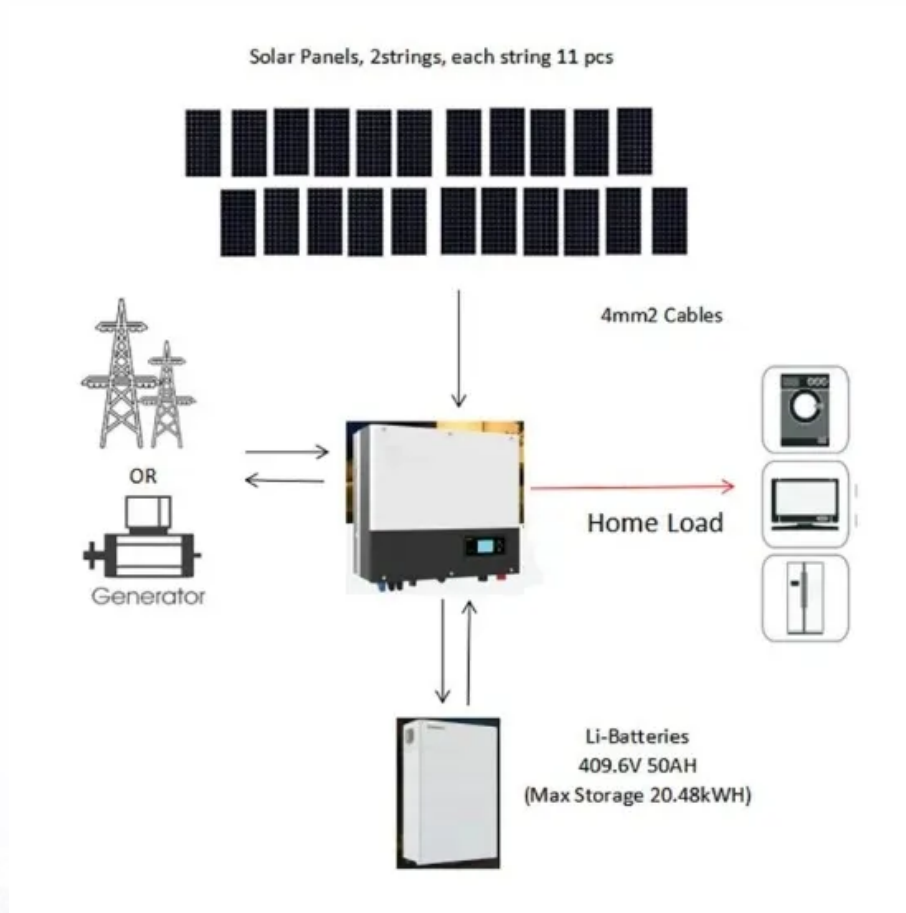 Solar Panels, 2strings, each string 11 pcs
4mm2 Cables
OR
Generator
Home Load
Li-Batteries
409.6V 50AH
(Max Storage 20.48kWH)